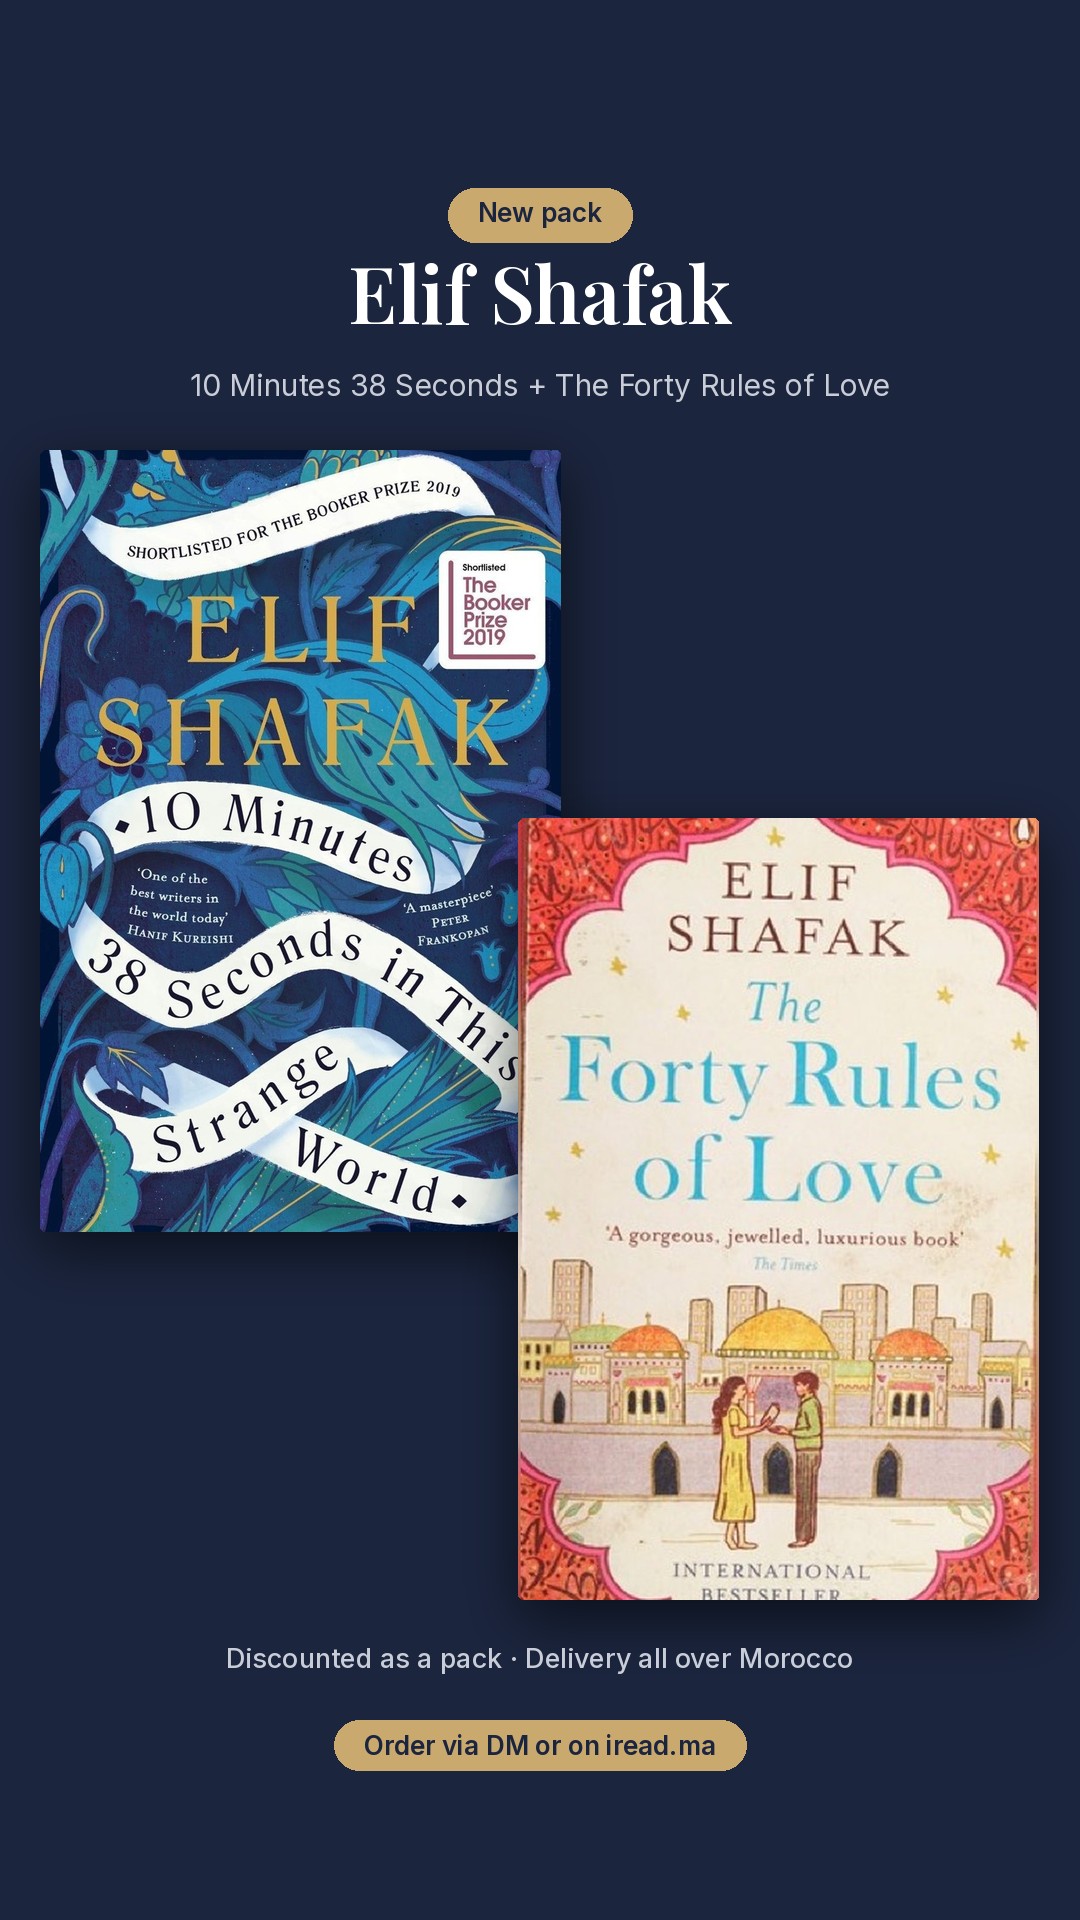 New pack
Elif Shafak
10 Minutes 38 Seconds + The Forty Rules of Love
SHORTLISTED FOR THE BOOKER PRIZE 2019
Shortlisted
The
Booker
Prize
2019
ELIF
SHAFAK
10 Minutes
'One of the
best writers in
the world today'
HANIF KUREISHI
'A masterpiece'
PETER
FRANKOPAN
38 Seconds in This
Strange
World
ELIF
SHAFAK
The
Forty Rules
of Love
'A gorgeous, jewelled, luxurious book'
The Times
INTERNATIONAL
BESTSELLER
Discounted as a pack · Delivery all over Morocco
Order via DM or on iread.ma